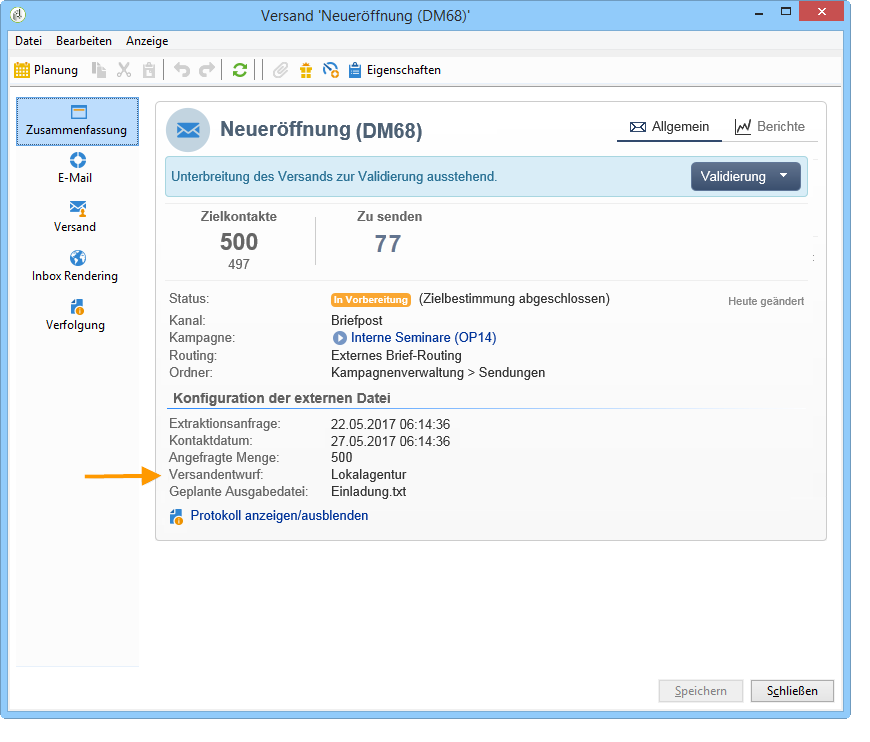 Versand 'Neueröffnung (DM68)'
Datei Bearbeiten Anzeige
Planung Eigenschaften
Zusammenfassung
E-Mail
Versand
Inbox Rendering
Verfolgung
Neueröffnung (DM68)
Allgemein Berichte
Unterbreitung des Versands zur Validierung ausstehend. Validierung
Zielkontakte Zu senden
500 77
497
Status: In Vorbereitung (Zielbestimmung abgeschlossen) Heute geändert
Kanal: Briefpost
Kampagne: Interne Seminare (OP14)
Routing: Externes Brief-Routing
Ordner: Kampagnenverwaltung > Sendungen
Konfiguration der externen Datei
Extraktionsanfrage: 22.05.2017 06:14:36
Kontaktdatum: 27.05.2017 06:14:36
Angefragte Menge: 500
Versandentwurf: Lokalagentur
Geplante Ausgabedatei: Einladung.txt
Protokoll anzeigen/ausblenden
Speichern Schließen